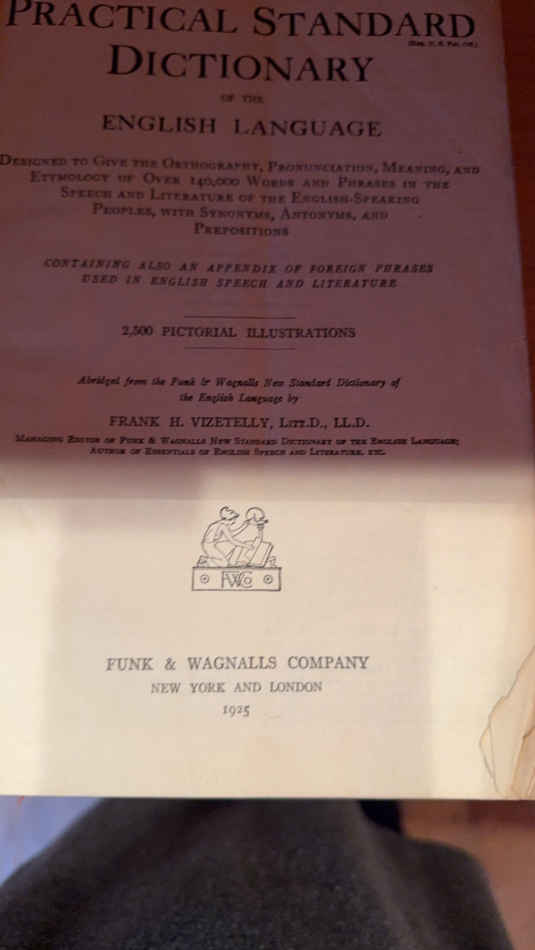 PRACTICAL STANDARD
(Reg. U. S. Pat. Off.)
DICTIONARY
OF THE
ENGLISH LANGUAGE
DESIGNED TO GIVE THE ORTHOGRAPHY, PRONUNCIATION, MEANING, AND
ETYMOLOGY OF OVER 140,000 WORDS AND PHRASES IN THE
SPEECH AND LITERATURE OF THE ENGLISH-SPEAKING
PEOPLES, WITH SYNONYMS, ANTONYMS, AND
PREPOSITIONS
CONTAINING ALSO AN APPENDIX OF FOREIGN PHRASES
USED IN ENGLISH SPEECH AND LITERATURE
2,500 PICTORIAL ILLUSTRATIONS
Abridged from the Funk & Wagnalls New Standard Dictionary of
the English Language by
FRANK H. VIZETELLY, LITT.D., LL.D.
MANAGING EDITOR OF FUNK & WAGNALLS NEW STANDARD DICTIONARY OF THE ENGLISH LANGUAGE;
AUTHOR OF ESSENTIALS OF ENGLISH SPEECH AND LITERATURE, ETC.
FWCo
FUNK & WAGNALLS COMPANY
NEW YORK AND LONDON
1925